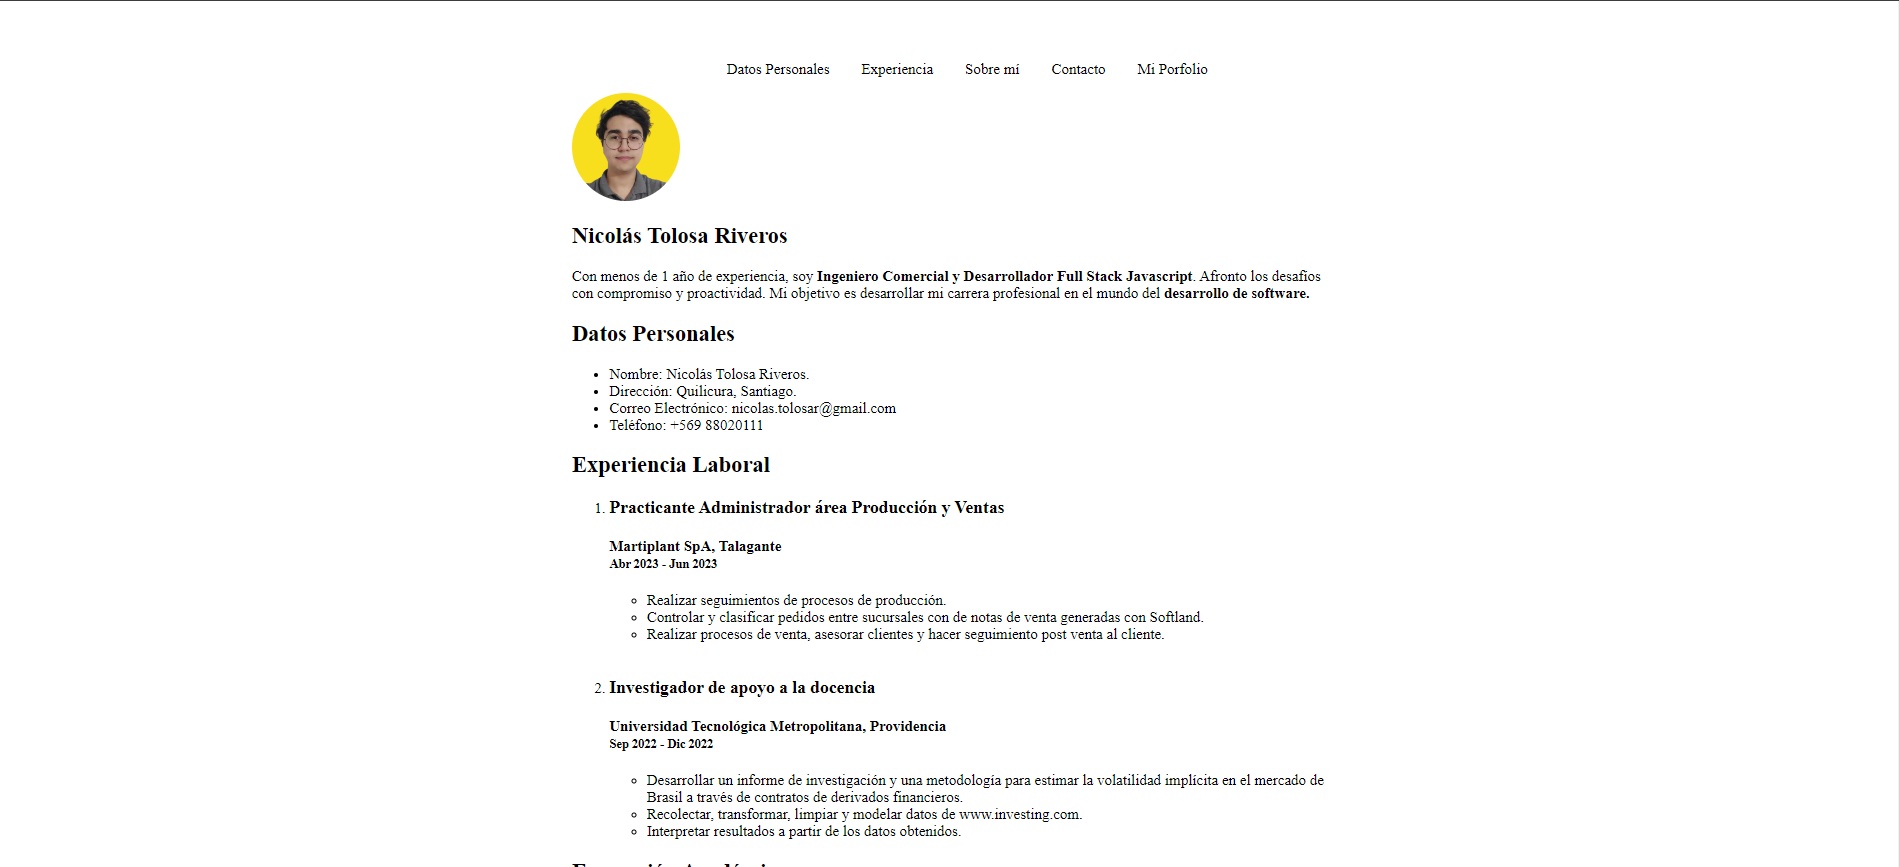 Datos Personales Experiencia Sobre mí Contacto Mi Porfolio
Nicolás Tolosa Riveros
Con menos de 1 año de experiencia, soy Ingeniero Comercial y Desarrollador Full Stack Javascript. Afronto los desafíos
con compromiso y proactividad. Mi objetivo es desarrollar mi carrera profesional en el mundo del desarrollo de software.
Datos Personales
• Nombre: Nicolás Tolosa Riveros.
• Dirección: Quilicura, Santiago.
• Correo Electrónico: nicolas.tolosar@gmail.com
• Teléfono: +569 88020111
Experiencia Laboral
1. Practicante Administrador área Producción y Ventas
Martiplant SpA, Talagante
Abr 2023 - Jun 2023
◦ Realizar seguimientos de procesos de producción.
◦ Controlar y clasificar pedidos entre sucursales con de notas de venta generadas con Softland.
◦ Realizar procesos de venta, asesorar clientes y hacer seguimiento post venta al cliente.
2. Investigador de apoyo a la docencia
Universidad Tecnológica Metropolitana, Providencia
Sep 2022 - Dic 2022
◦ Desarrollar un informe de investigación y una metodología para estimar la volatilidad implícita en el mercado de
Brasil a través de contratos de derivados financieros.
◦ Recolectar, transformar, limpiar y modelar datos de www.investing.com.
◦ Interpretar resultados a partir de los datos obtenidos.